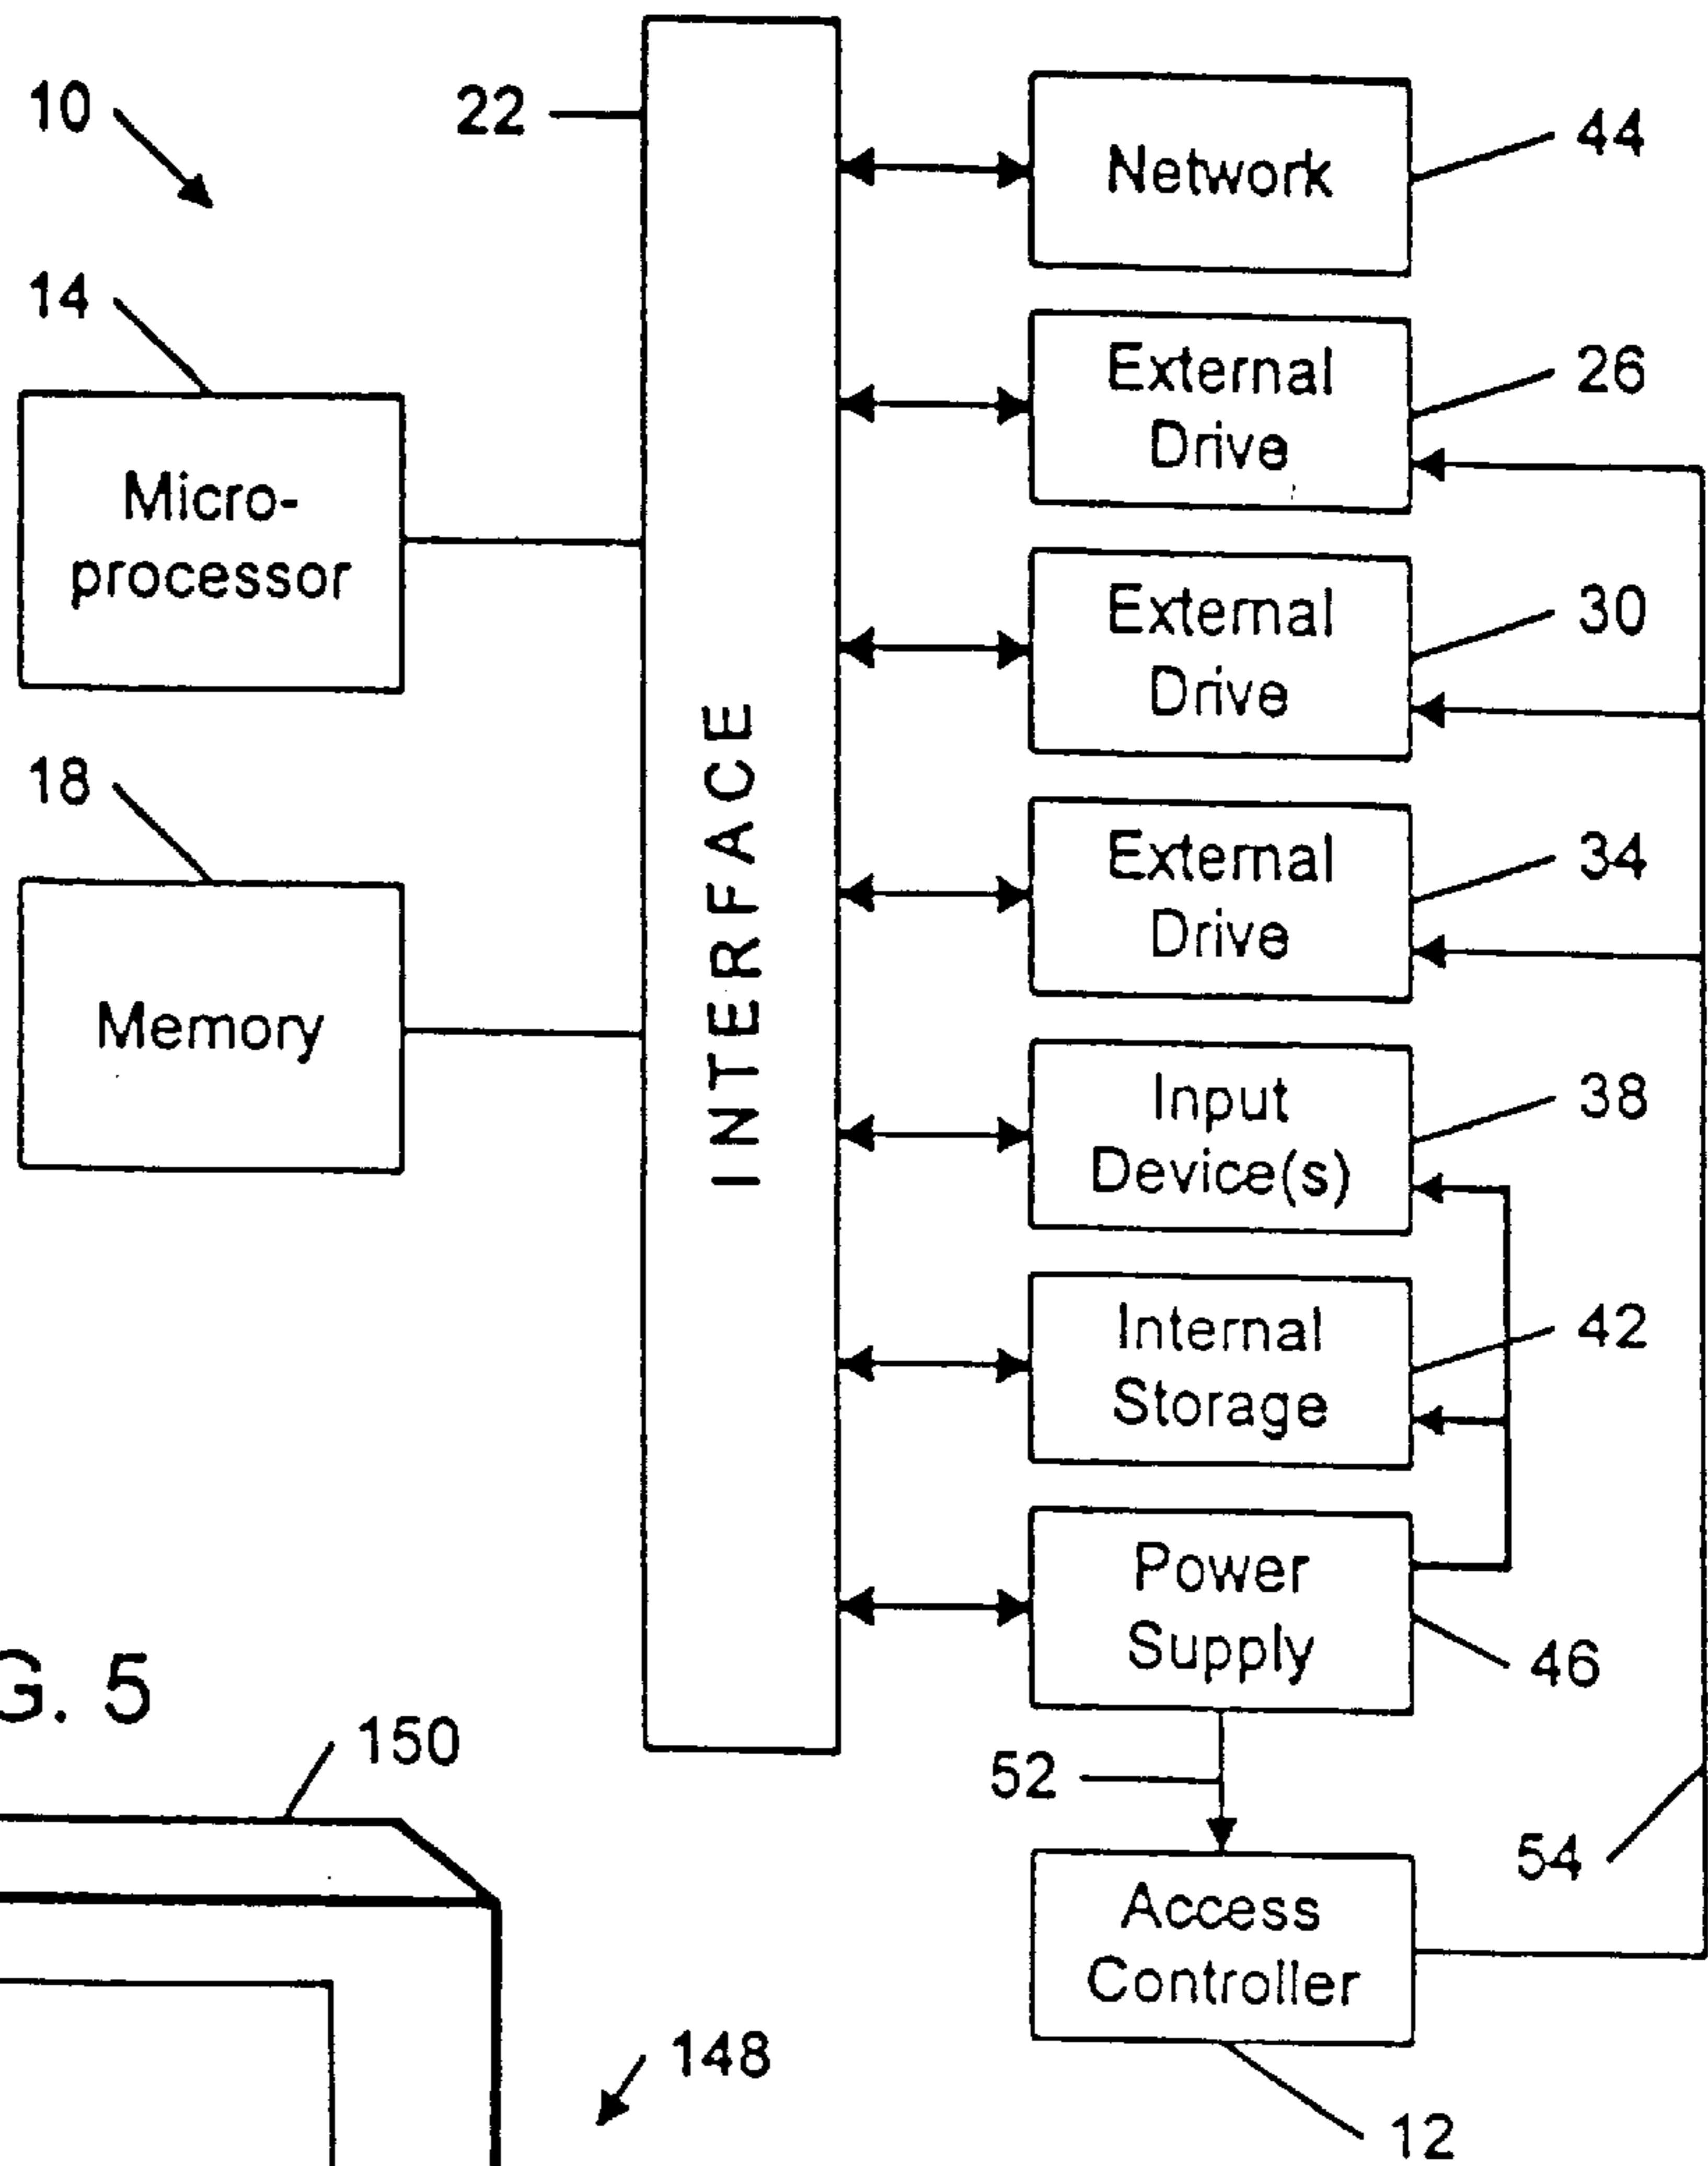 10
22
Network
44
14
External
Drive
26
Micro-
processor
External
Drive
30
18
External
Drive
34
Memory
INTERFACE
Input
Device(s)
38
Internal
Storage
42
Power
Supply
46
G. 5
150
52
54
Access
Controller
148
12